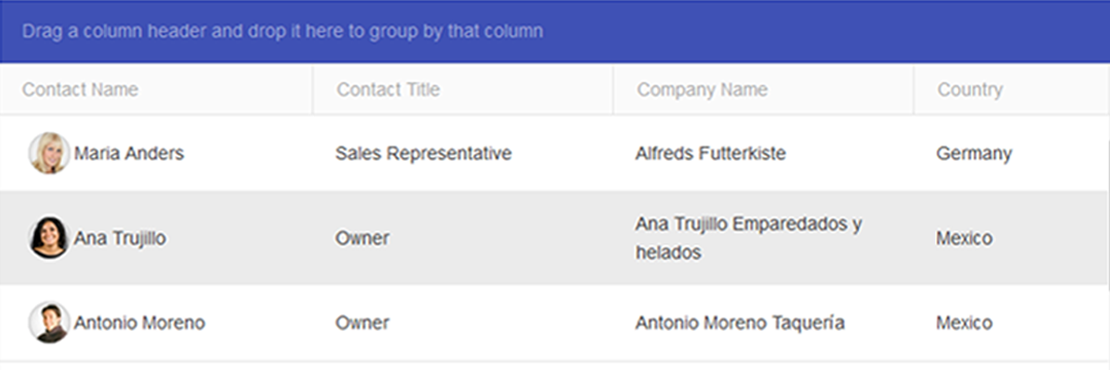 Drag a column header and drop it here to group by that column
Contact Name Contact Title Company Name Country
Maria Anders Sales Representative Alfreds Futterkiste Germany
Ana Trujillo Owner Ana Trujillo Emparedados y
helados Mexico
Antonio Moreno Owner Antonio Moreno Taquería Mexico